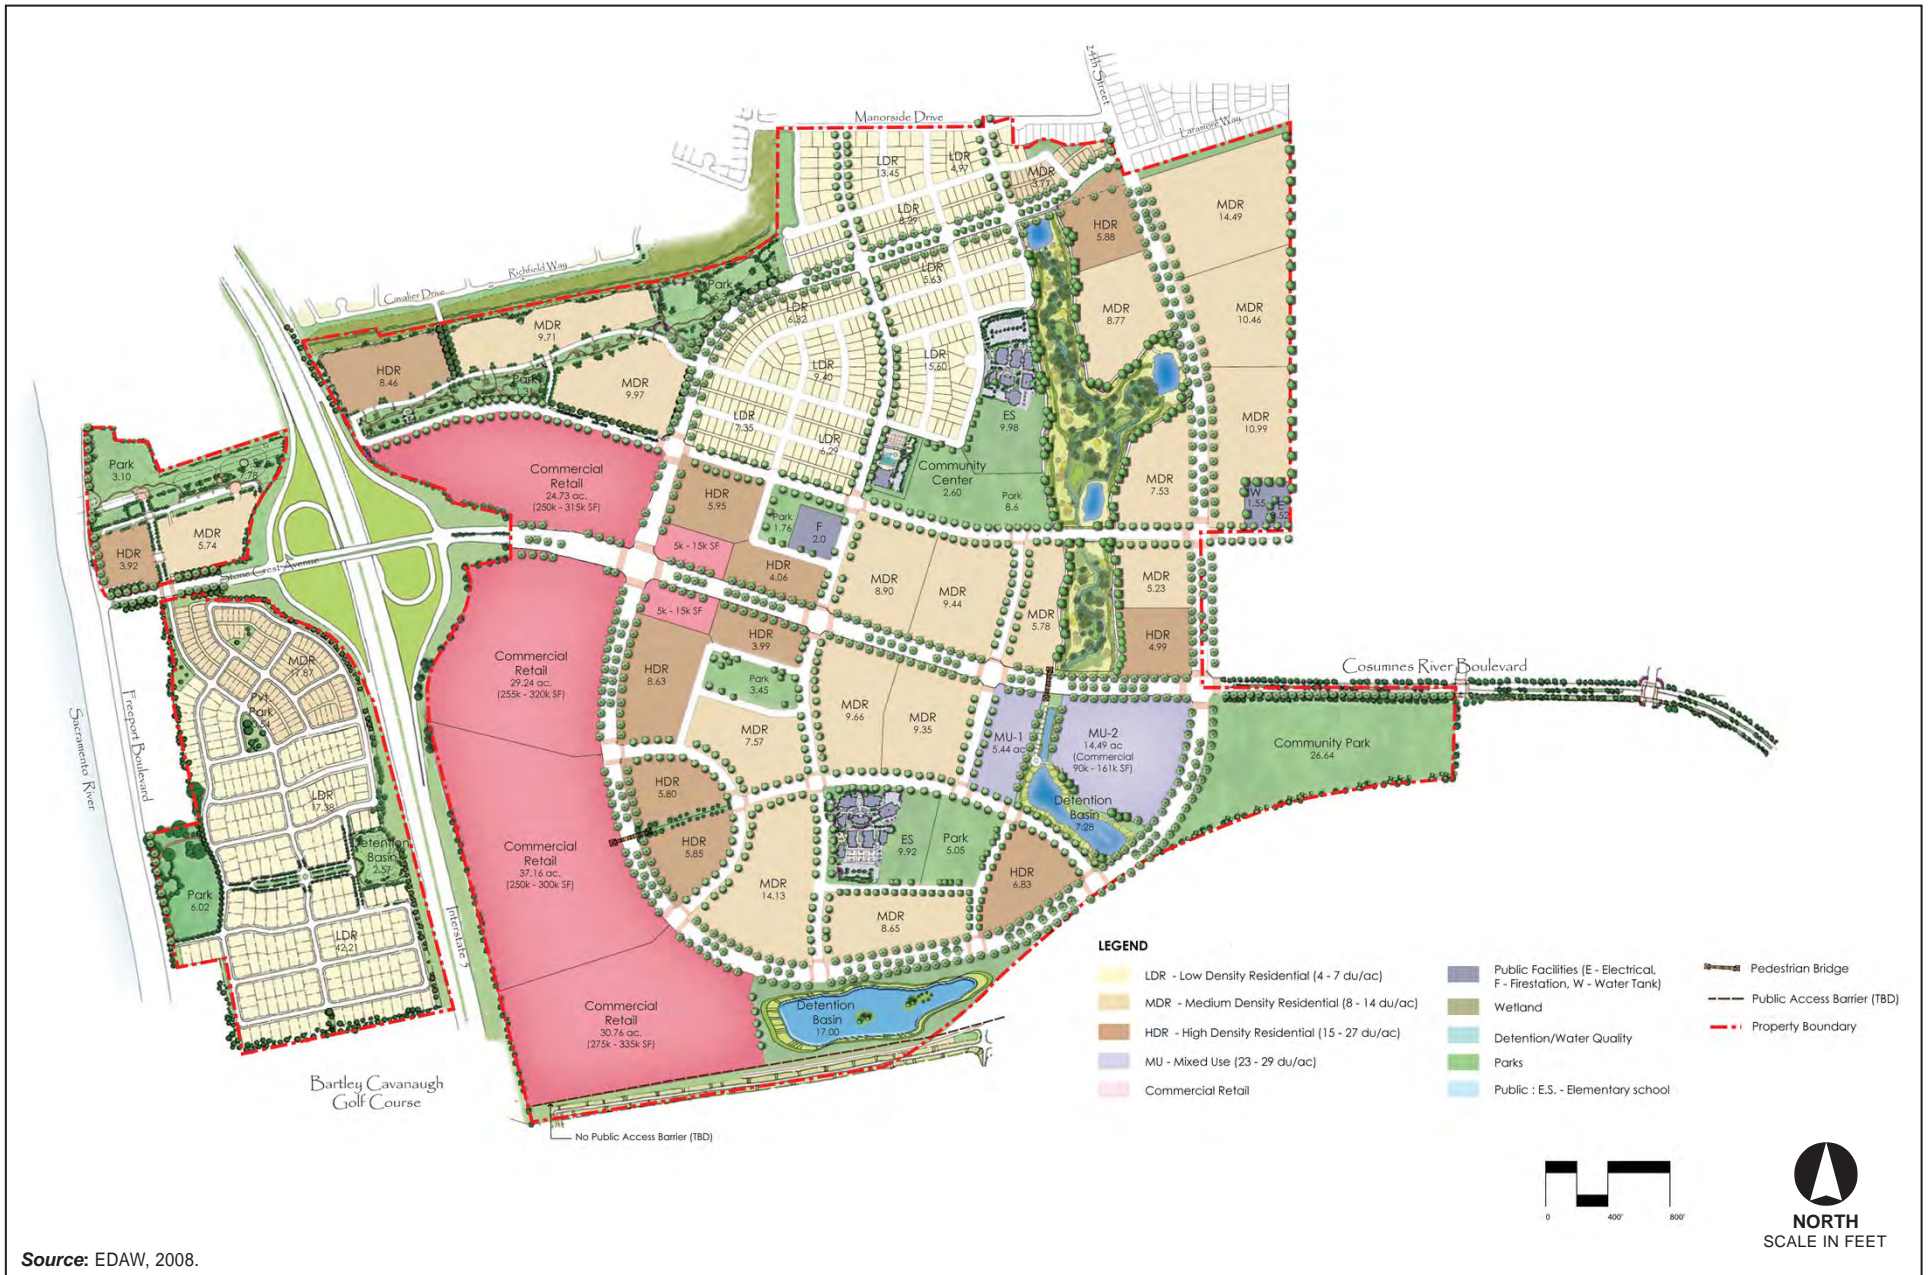 24th Street
Manorside Drive
Laramore Way
LDR
13.45
LDR
4.97
MDR
3.77
MDR
14.49
LDR
8.29
HDR
5.88
Richfield Way
Cavalier Drive
LDR
5.63
Park
LDR
6.32
MDR
8.77
MDR
10.46
MDR
9.71
HDR
8.46
Park
1.31
MDR
9.97
LDR
9.40
LDR
15.60
LDR
7.35
LDR
6.29
ES
9.98
MDR
10.99
Park
3.10
O.S.
.78
Commercial
Retail
24.73 ac.
(250k - 315k SF)
Community
Center
2.60
Park
8.6
MDR
7.53
W
1.55
E
.52
HDR
5.95
Park
1.76
F
2.0
MDR
5.74
HDR
3.92
Stone Crest Avenue
5k - 15k SF
HDR
4.06
MDR
8.90
MDR
9.44
MDR
5.23
MDR
5.78
5k - 15k SF
HDR
3.99
HDR
4.99
Commercial
Retail
29.24 ac.
(255k - 320k SF)
HDR
8.63
Park
3.45
Cosumnes River Boulevard
MDR
17.87
Pvt
Park
Sacramento River
Freeport Boulevard
MDR
9.66
MDR
9.35
MDR
7.57
MU-1
5.44 ac
MU-2
14.49 ac
(Commercial
90k - 161k SF)
Community Park
26.64
HDR
5.80
LDR
17.38
Detention
Basin
7.28
Detention
Basin
2.57
Commercial
Retail
37.16 ac.
(250k - 300k SF)
HDR
5.85
ES
9.92
Park
5.05
MDR
14.13
HDR
6.83
Park
6.02
MDR
8.65
LDR
42.21
Interstate 5
Commercial
Retail
30.76 ac.
(275k - 335k SF)
Detention
Basin
17.00
Bartley Cavanaugh
Golf Course
No Public Access Barrier (TBD)
LEGEND
LDR - Low Density Residential (4 - 7 du/ac)
MDR - Medium Density Residential (8 - 14 du/ac)
HDR - High Density Residential (15 - 27 du/ac)
MU - Mixed Use (23 - 29 du/ac)
Commercial Retail
Public Facilities (E - Electrical,
F - Firestation, W - Water Tank)
Wetland
Detention/Water Quality
Parks
Public : E.S. - Elementary school
Pedestrian Bridge
Public Access Barrier (TBD)
Property Boundary
0 400' 800'
NORTH
SCALE IN FEET
Source: EDAW, 2008.